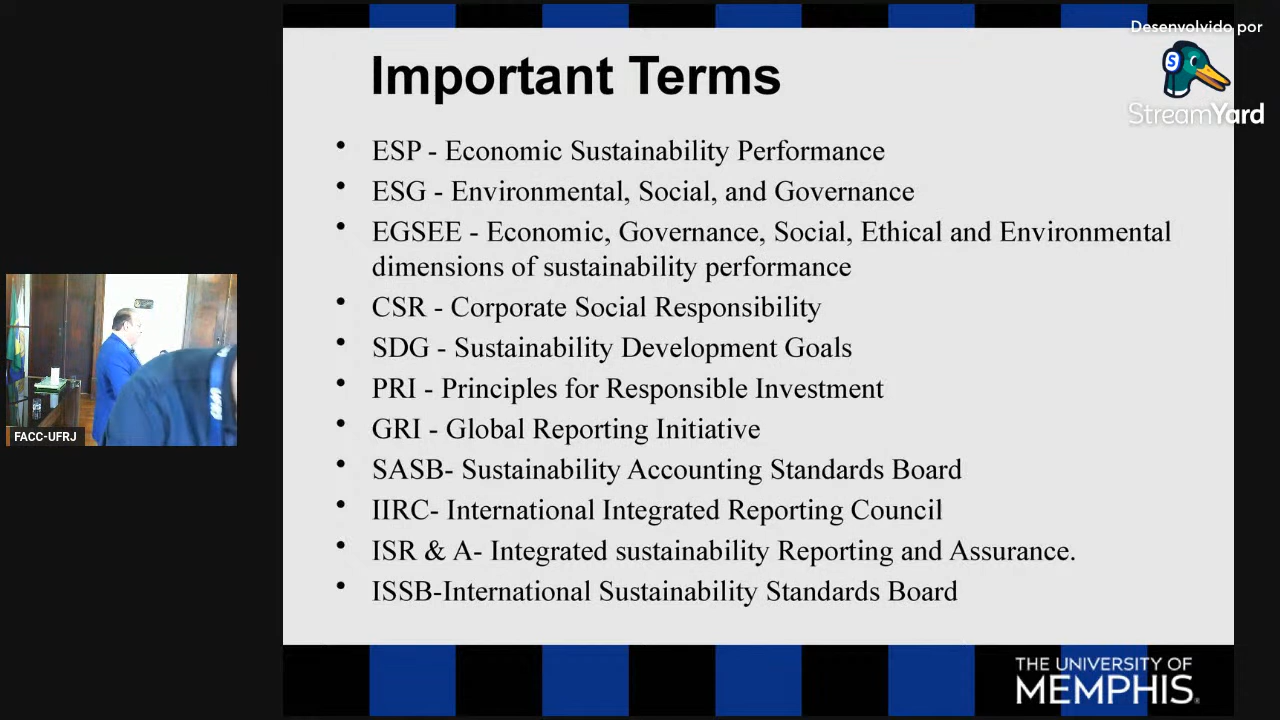 Desenvolvido por
StreamYard
Important Terms
• ESP - Economic Sustainability Performance
• ESG - Environmental, Social, and Governance
• EGSEE - Economic, Governance, Social, Ethical and Environmental
dimensions of sustainability performance
• CSR - Corporate Social Responsibility
• SDG - Sustainability Development Goals
• PRI - Principles for Responsible Investment
• GRI - Global Reporting Initiative
• SASB- Sustainability Accounting Standards Board
• IIRC- International Integrated Reporting Council
• ISR & A- Integrated sustainability Reporting and Assurance.
• ISSB-International Sustainability Standards Board
FACC-UFRJ
THE UNIVERSITY OF
MEMPHIS